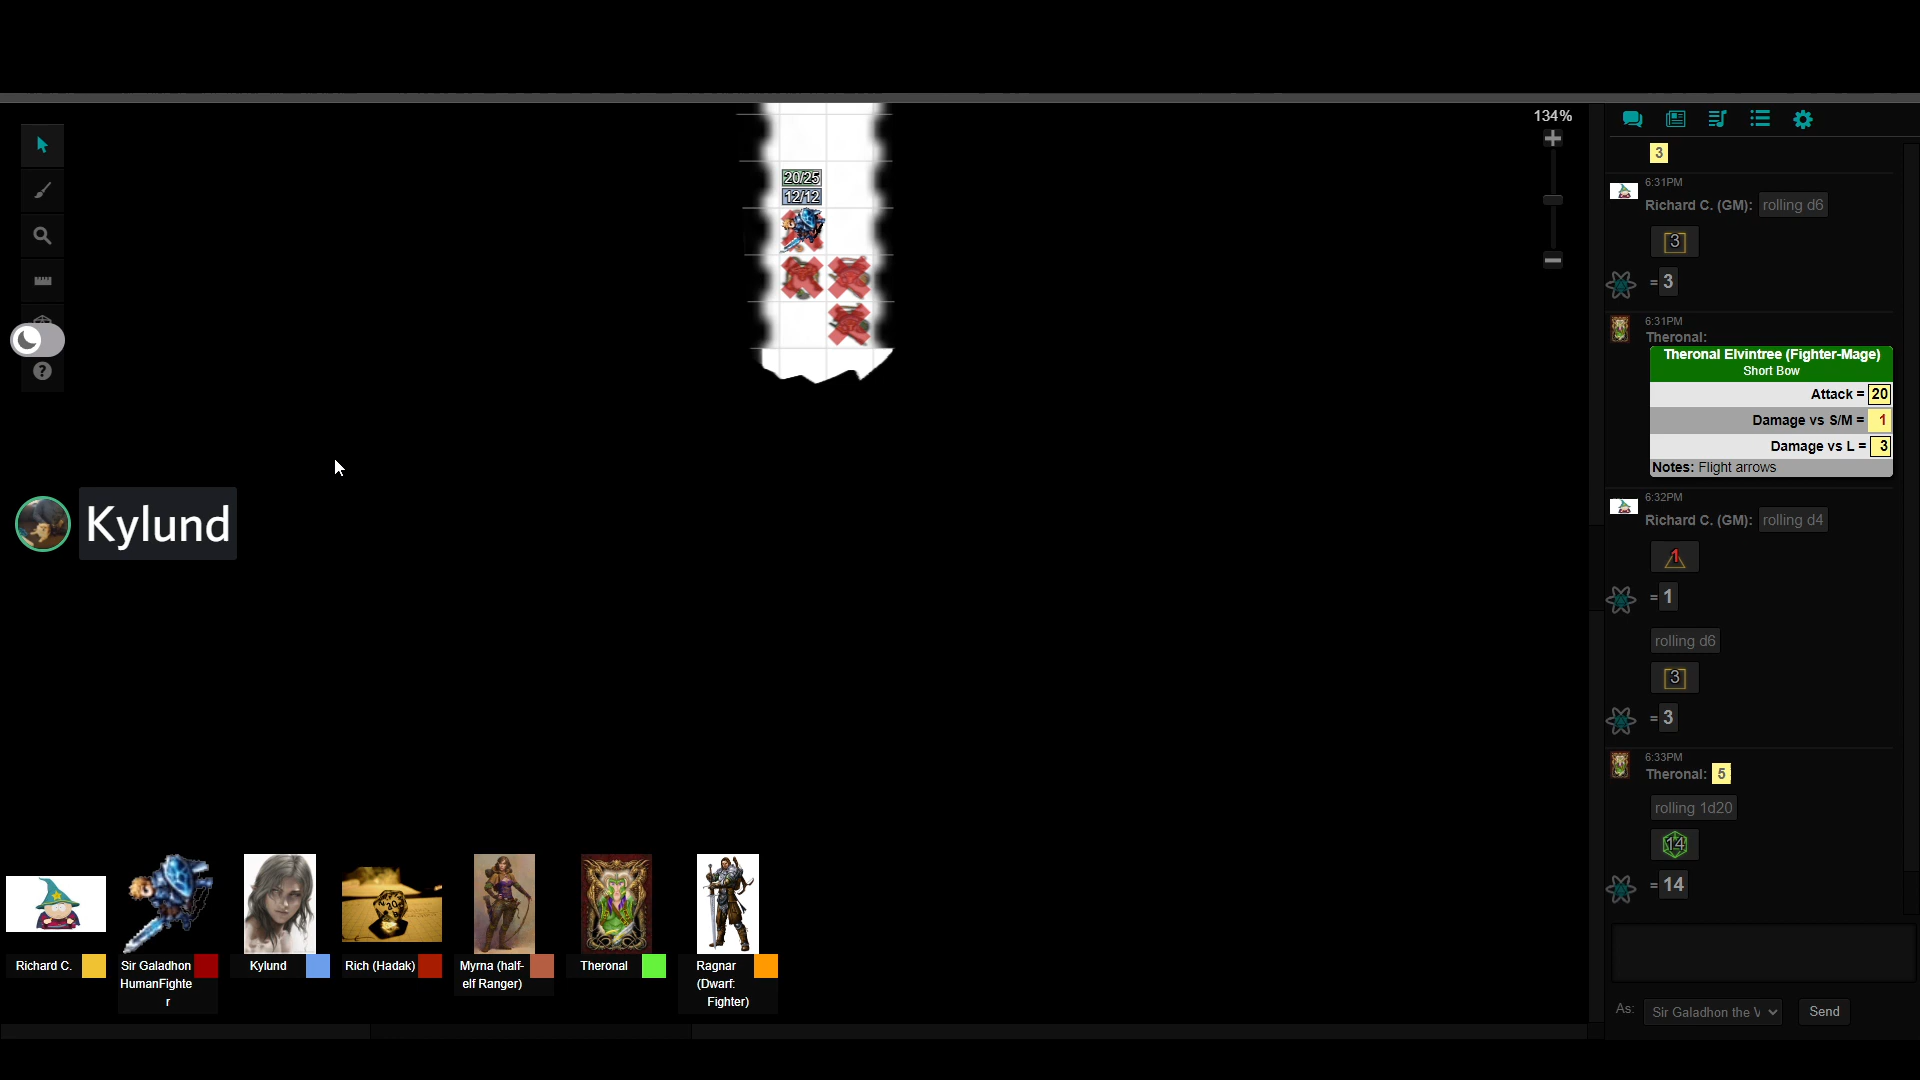 134%
20/25
12/12
?
Kylund
3
6:31PM
Richard C. (GM): rolling d6
3
=3
6:31PM
Theronal:
Theronal Elvintree (Fighter-Mage)
Short Bow
Attack = 20
Damage vs S/M = 1
Damage vs L = 3
Notes: Flight arrows
6:32PM
Richard C. (GM): rolling d4
1
=1
rolling d6
3
=3
6:33PM
Theronal: 5
rolling 1d20
14
=14
As: Sir Galadhon the V
Send
Richard C.
Sir Galadhon
HumanFighte
r
Kylund
Rich (Hadak)
Myrna (half-
elf Ranger)
Theronal
Ragnar
(Dwarf:
Fighter)